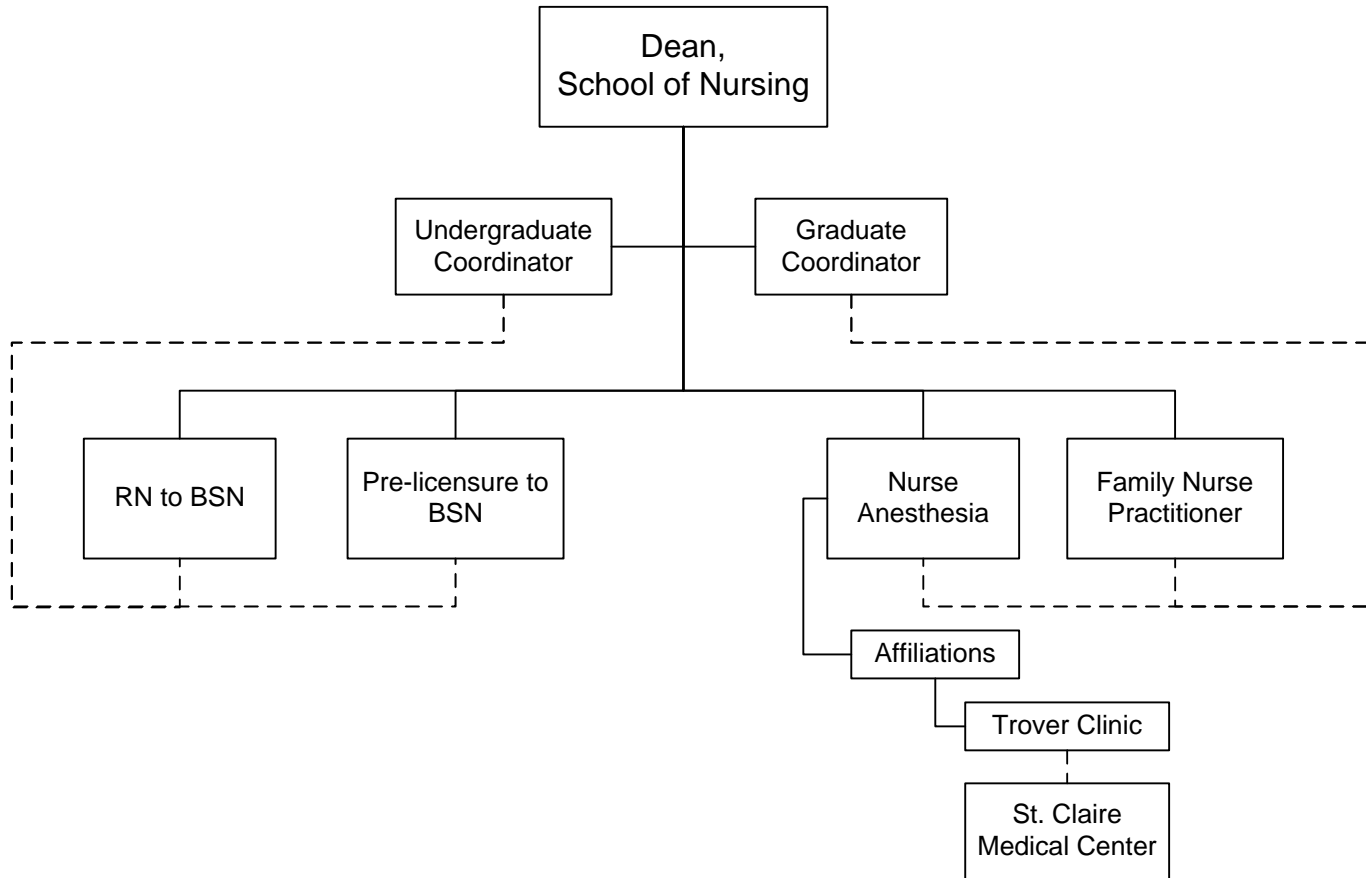 Dean,
School of Nursing
Undergraduate
Coordinator
Graduate
Coordinator
RN to BSN
Pre-licensure to
BSN
Nurse
Anesthesia
Family Nurse
Practitioner
Affiliations
Trover Clinic
St. Claire
Medical Center